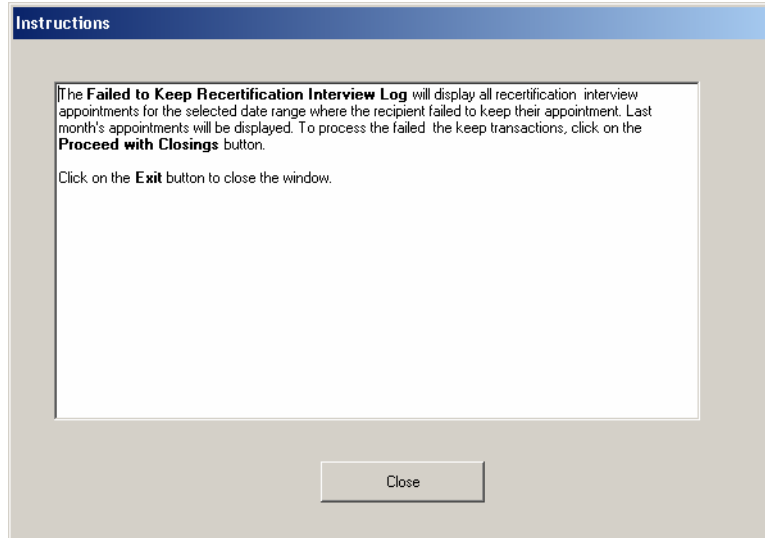 Instructions
The Failed to Keep Recertification Interview Log will display all recertification interview
appointments for the selected date range where the recipient failed to keep their appointment. Last
month's appointments will be displayed. To process the failed the keep transactions, click on the
Proceed with Closings button.
Click on the Exit button to close the window.
Close